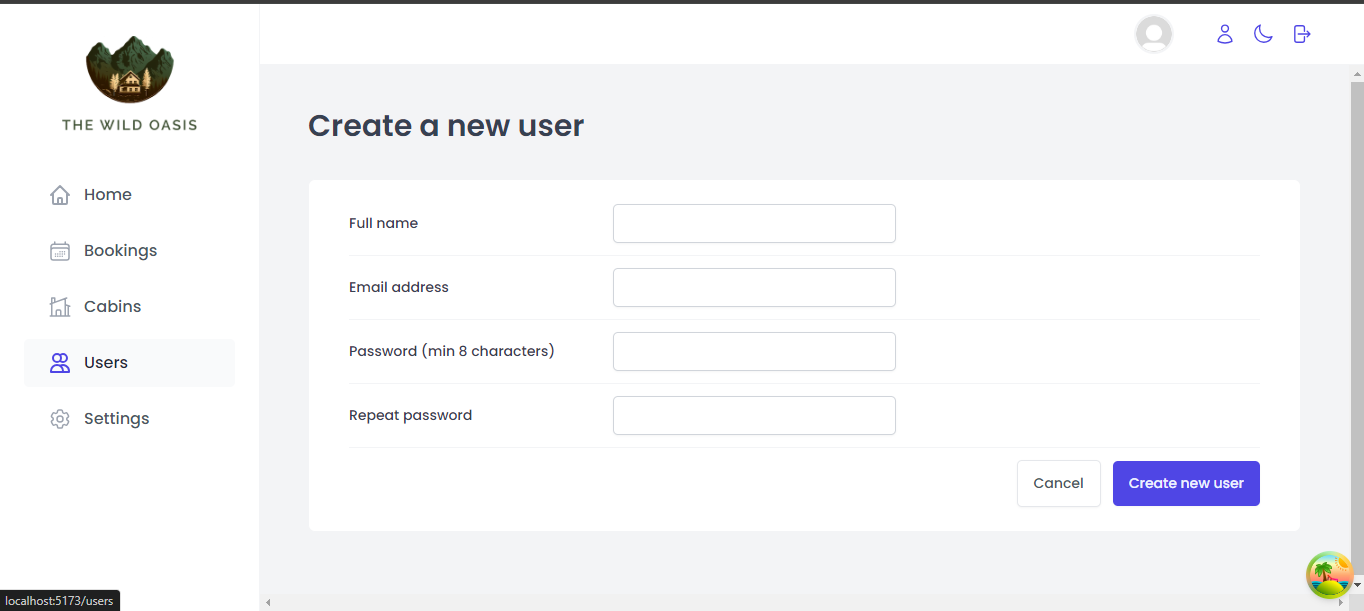 THE WILD OASIS
Home
Bookings
Cabins
Users
Settings
Create a new user
Full name
Email address
Password (min 8 characters)
Repeat password
Cancel
Create new user
localhost:5173/users